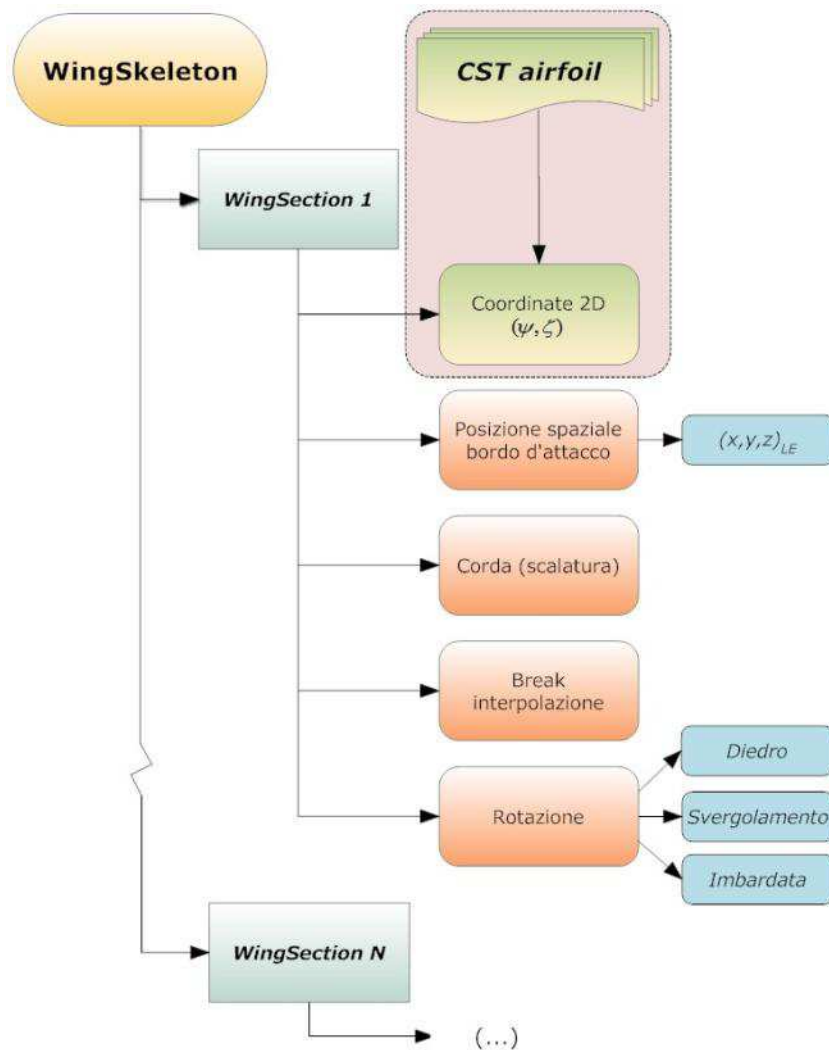 WingSkeleton
CST airfoil
WingSection 1
Coordinate 2D
(ψ,ζ)
Posizione spaziale
bordo d'attacco
(x,y,z)LE
Corda (scalatura)
Break
interpolazione
Rotazione
Diedro
Svergolamento
Imbardata
WingSection N
(...)